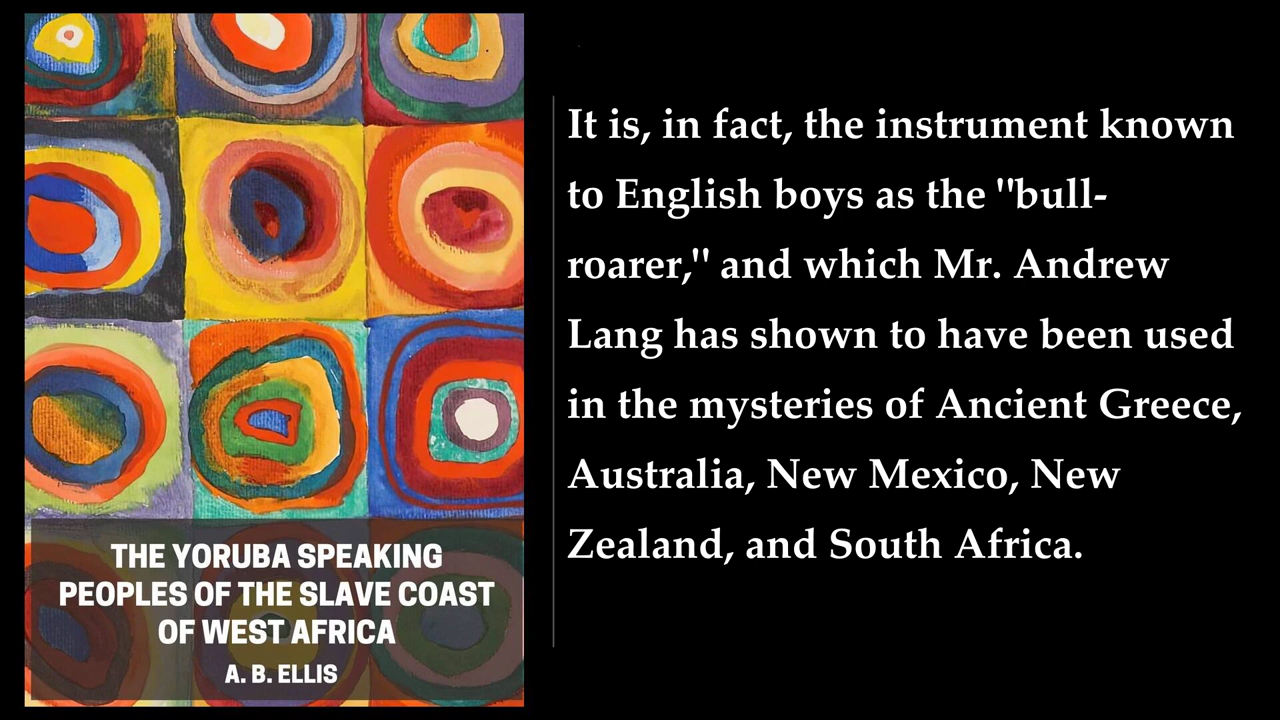 It is, in fact, the instrument known
to English boys as the "bull-
roarer," and which Mr. Andrew
Lang has shown to have been used
in the mysteries of Ancient Greece,
Australia, New Mexico, New
Zealand, and South Africa.
THE YORUBA SPEAKING
PEOPLES OF THE SLAVE COAST
OF WEST AFRICA
A. B. ELLIS